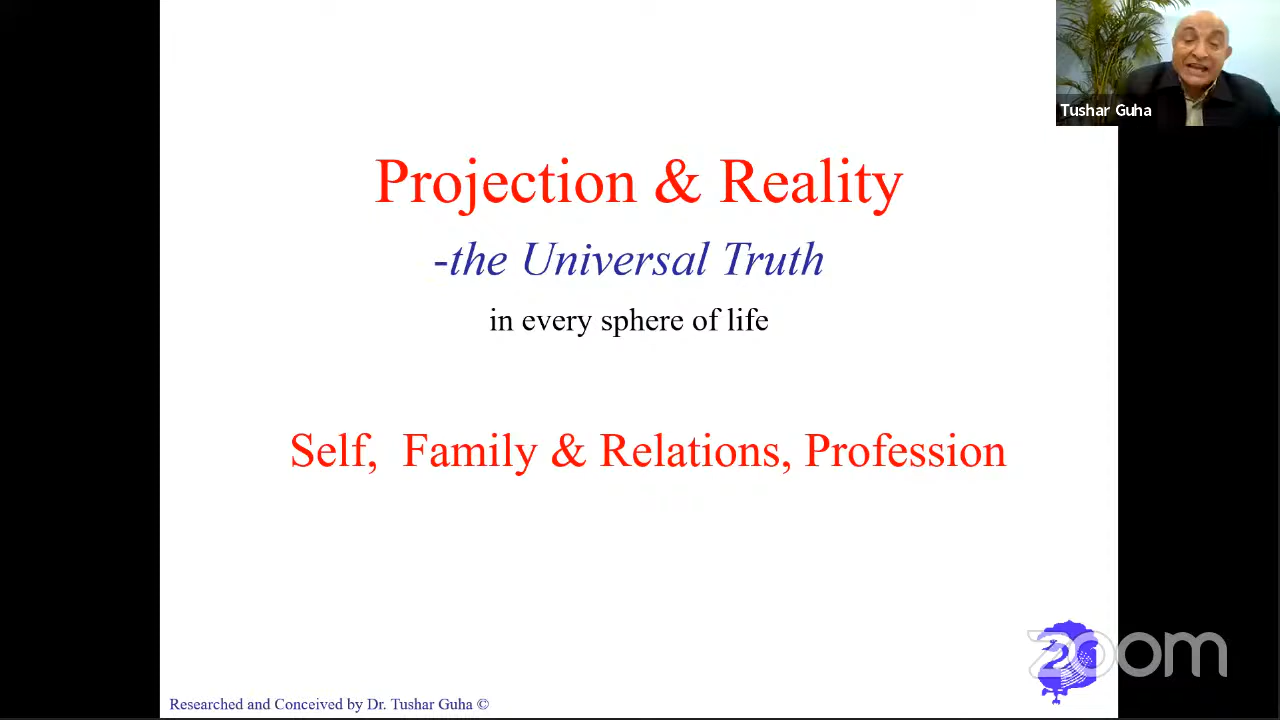 Tushar Guha
Projection & Reality
-the Universal Truth
in every sphere of life
Self, Family & Relations, Profession
zoom
Researched and Conceived by Dr. Tushar Guha ©